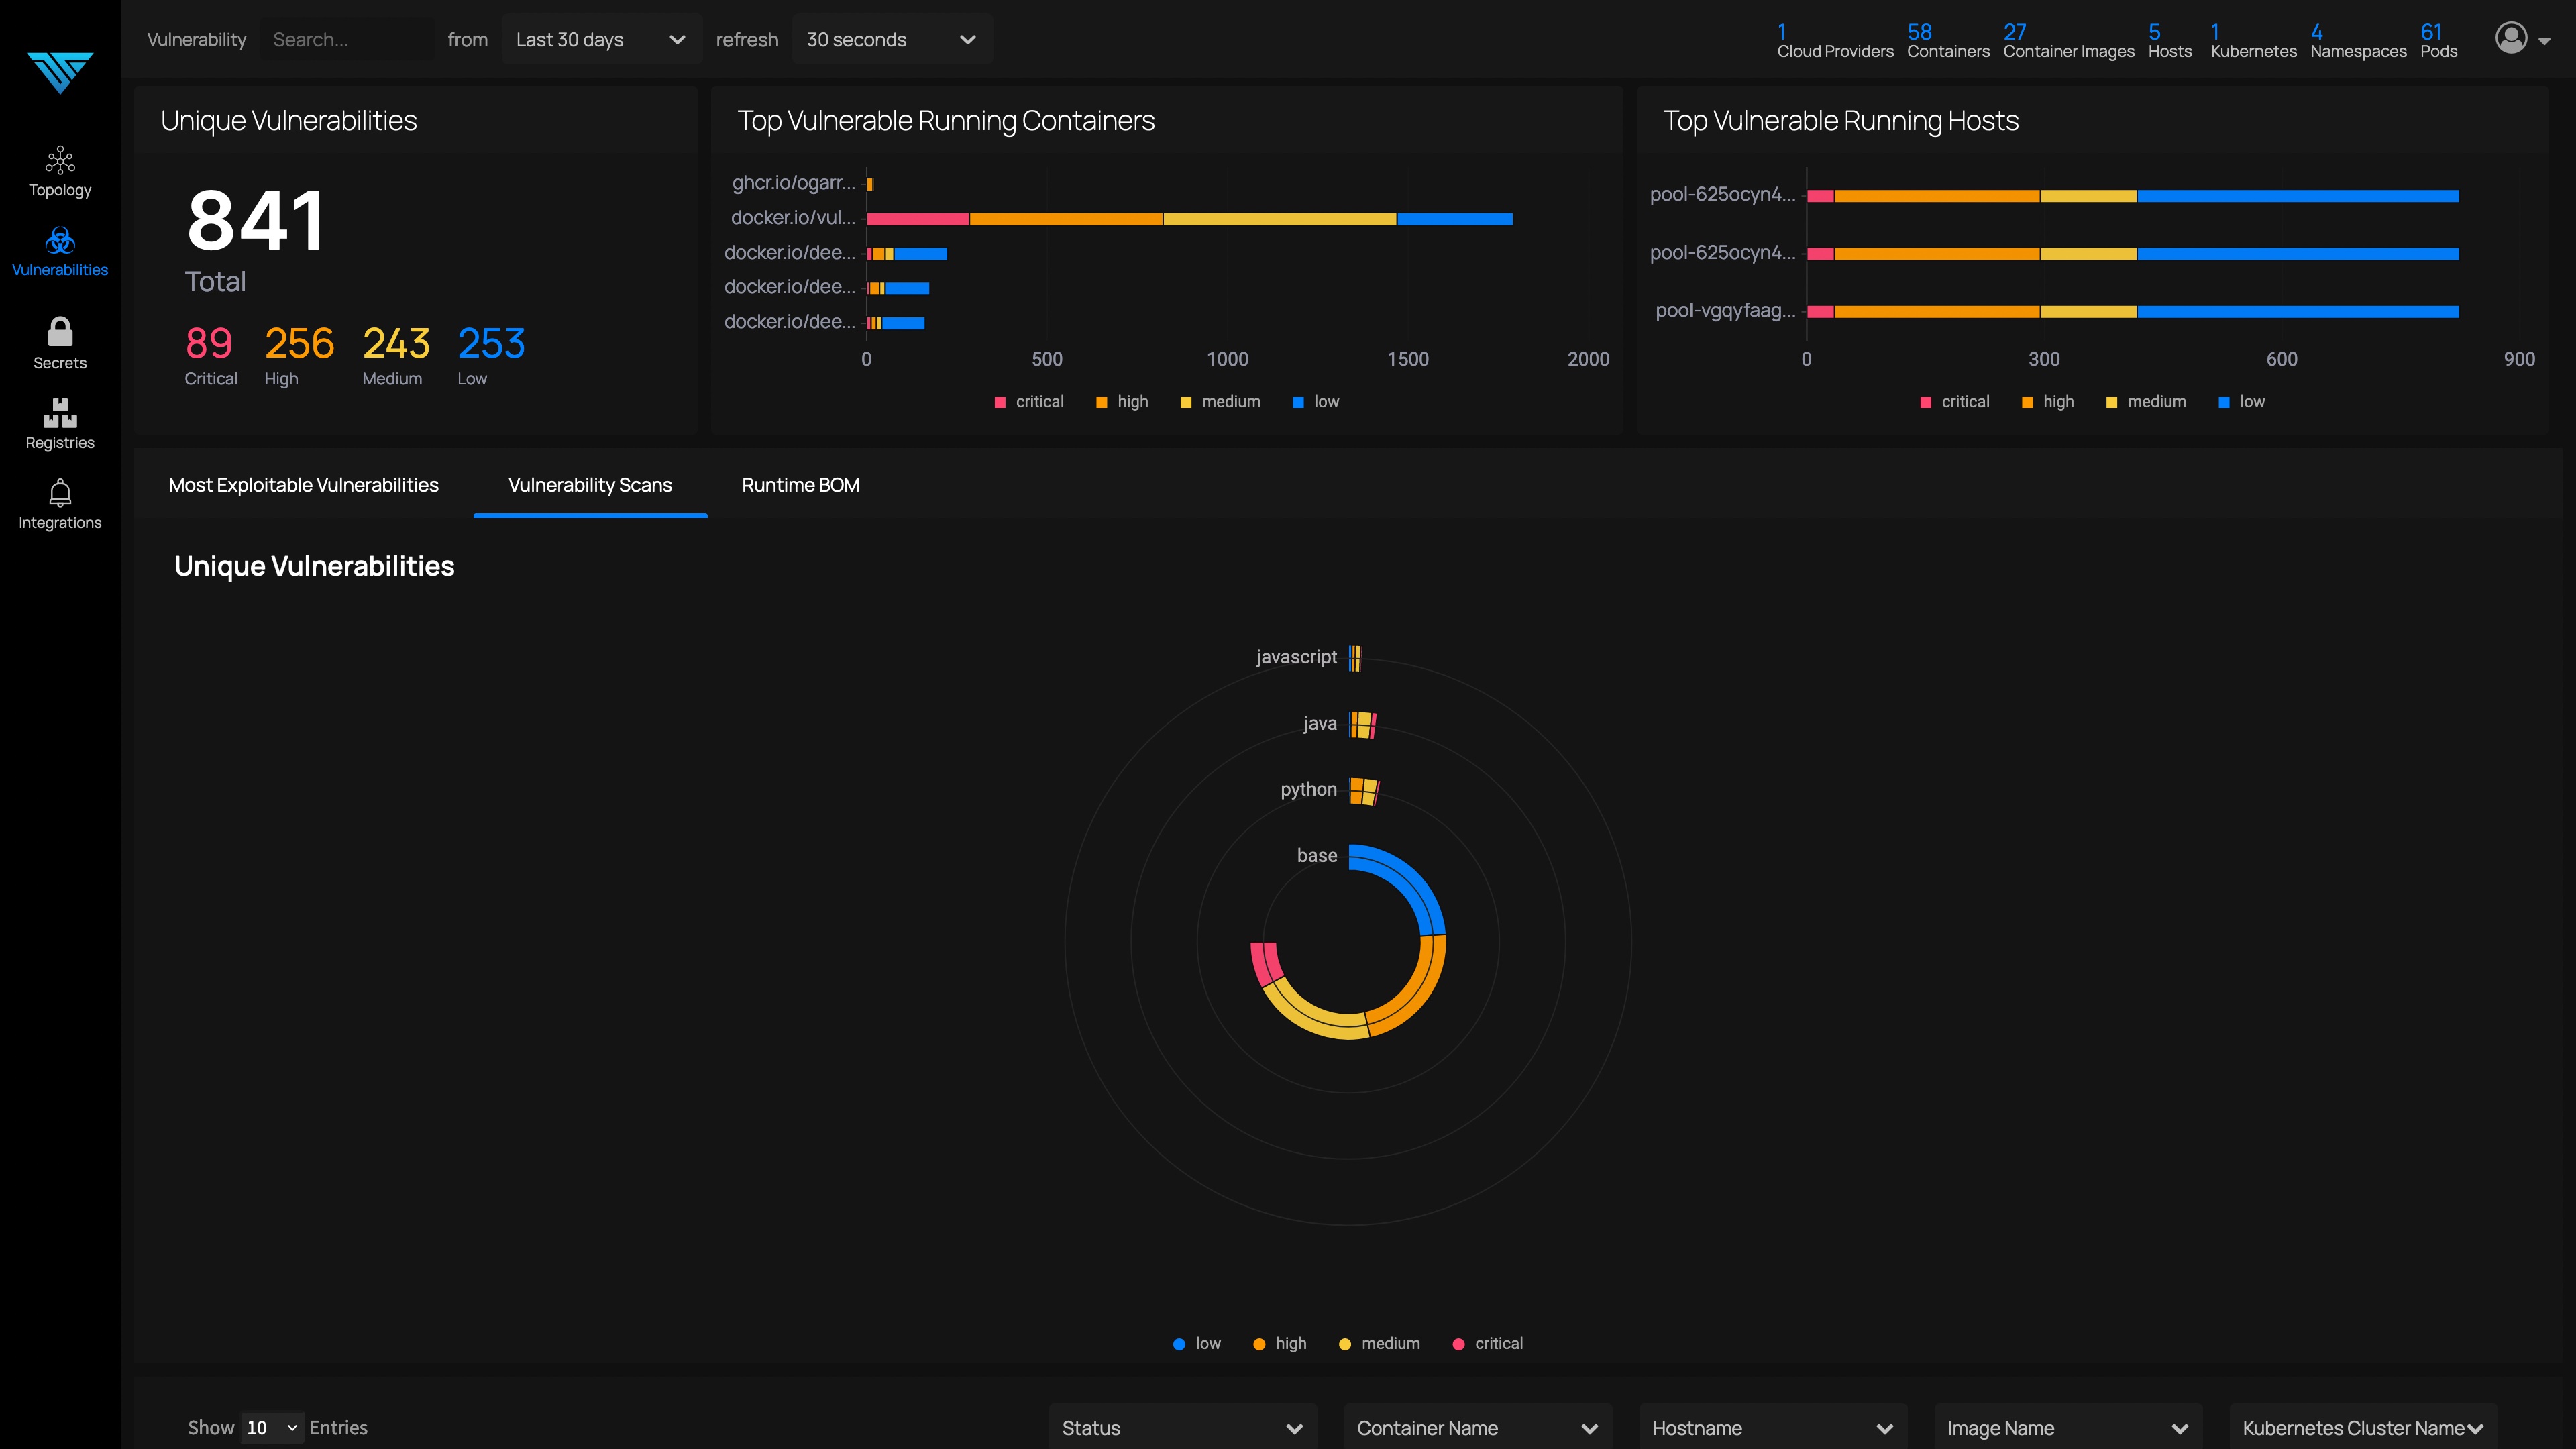 Vulnerability Search... from Last 30 days refresh 30 seconds
1 58 27 5 1 4 61
Cloud Providers Containers Container Images Hosts Kubernetes Namespaces Pods
Topology
Vulnerabilities
Secrets
Registries
Integrations
Unique Vulnerabilities
841
Total
89 256 243 253
Critical High Medium Low
Top Vulnerable Running Containers
ghcr.io/ogarr...
docker.io/vul...
docker.io/dee...
docker.io/dee...
docker.io/dee...
0 500 1000 1500 2000
critical high medium low
Top Vulnerable Running Hosts
pool-625ocyn4...
pool-625ocyn4...
pool-vgqyfaag...
0 300 600 900
critical high medium low
Most Exploitable Vulnerabilities Vulnerability Scans Runtime BOM
Unique Vulnerabilities
javascript
java
python
base
low high medium critical
Show 10 Entries Status Container Name Hostname Image Name Kubernetes Cluster Name